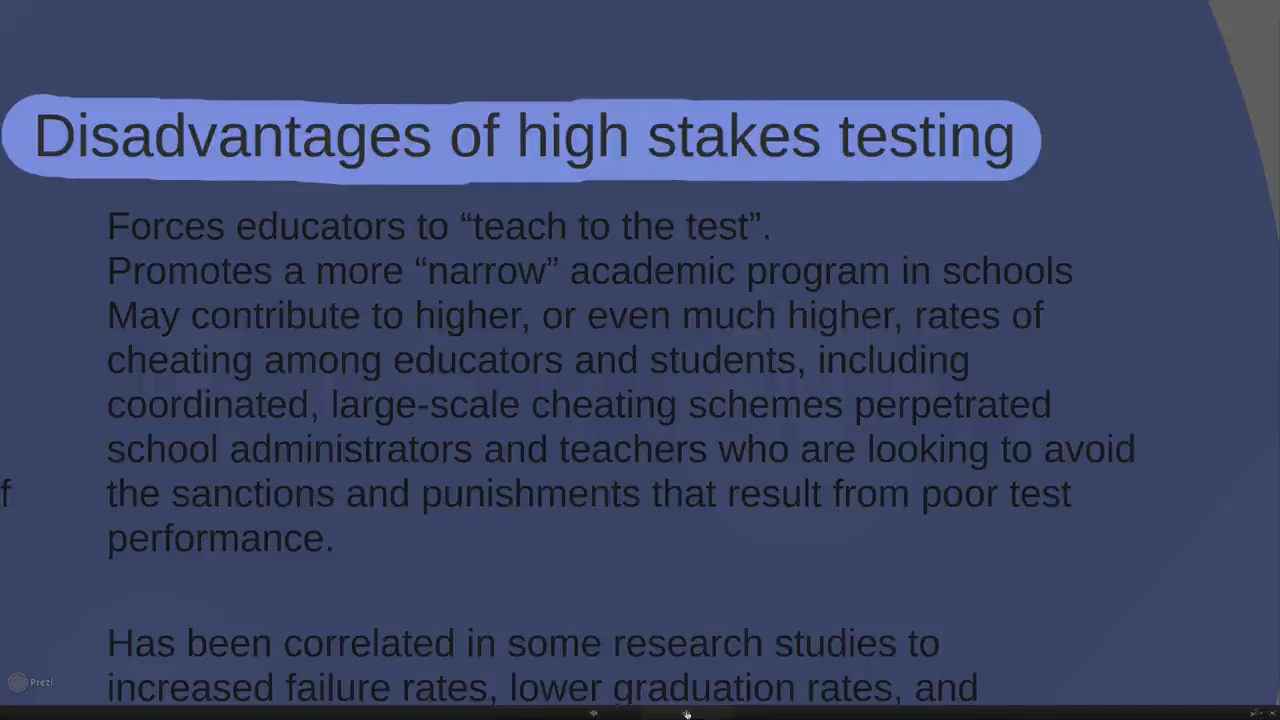 Disadvantages of high stakes testing
Forces educators to “teach to the test”.
Promotes a more “narrow” academic program in schools
May contribute to higher, or even much higher, rates of
cheating among educators and students, including
coordinated, large-scale cheating schemes perpetrated
school administrators and teachers who are looking to avoid
f
the sanctions and punishments that result from poor test
performance.
Has been correlated in some research studies to
increased failure rates, lower graduation rates, and
Prezi